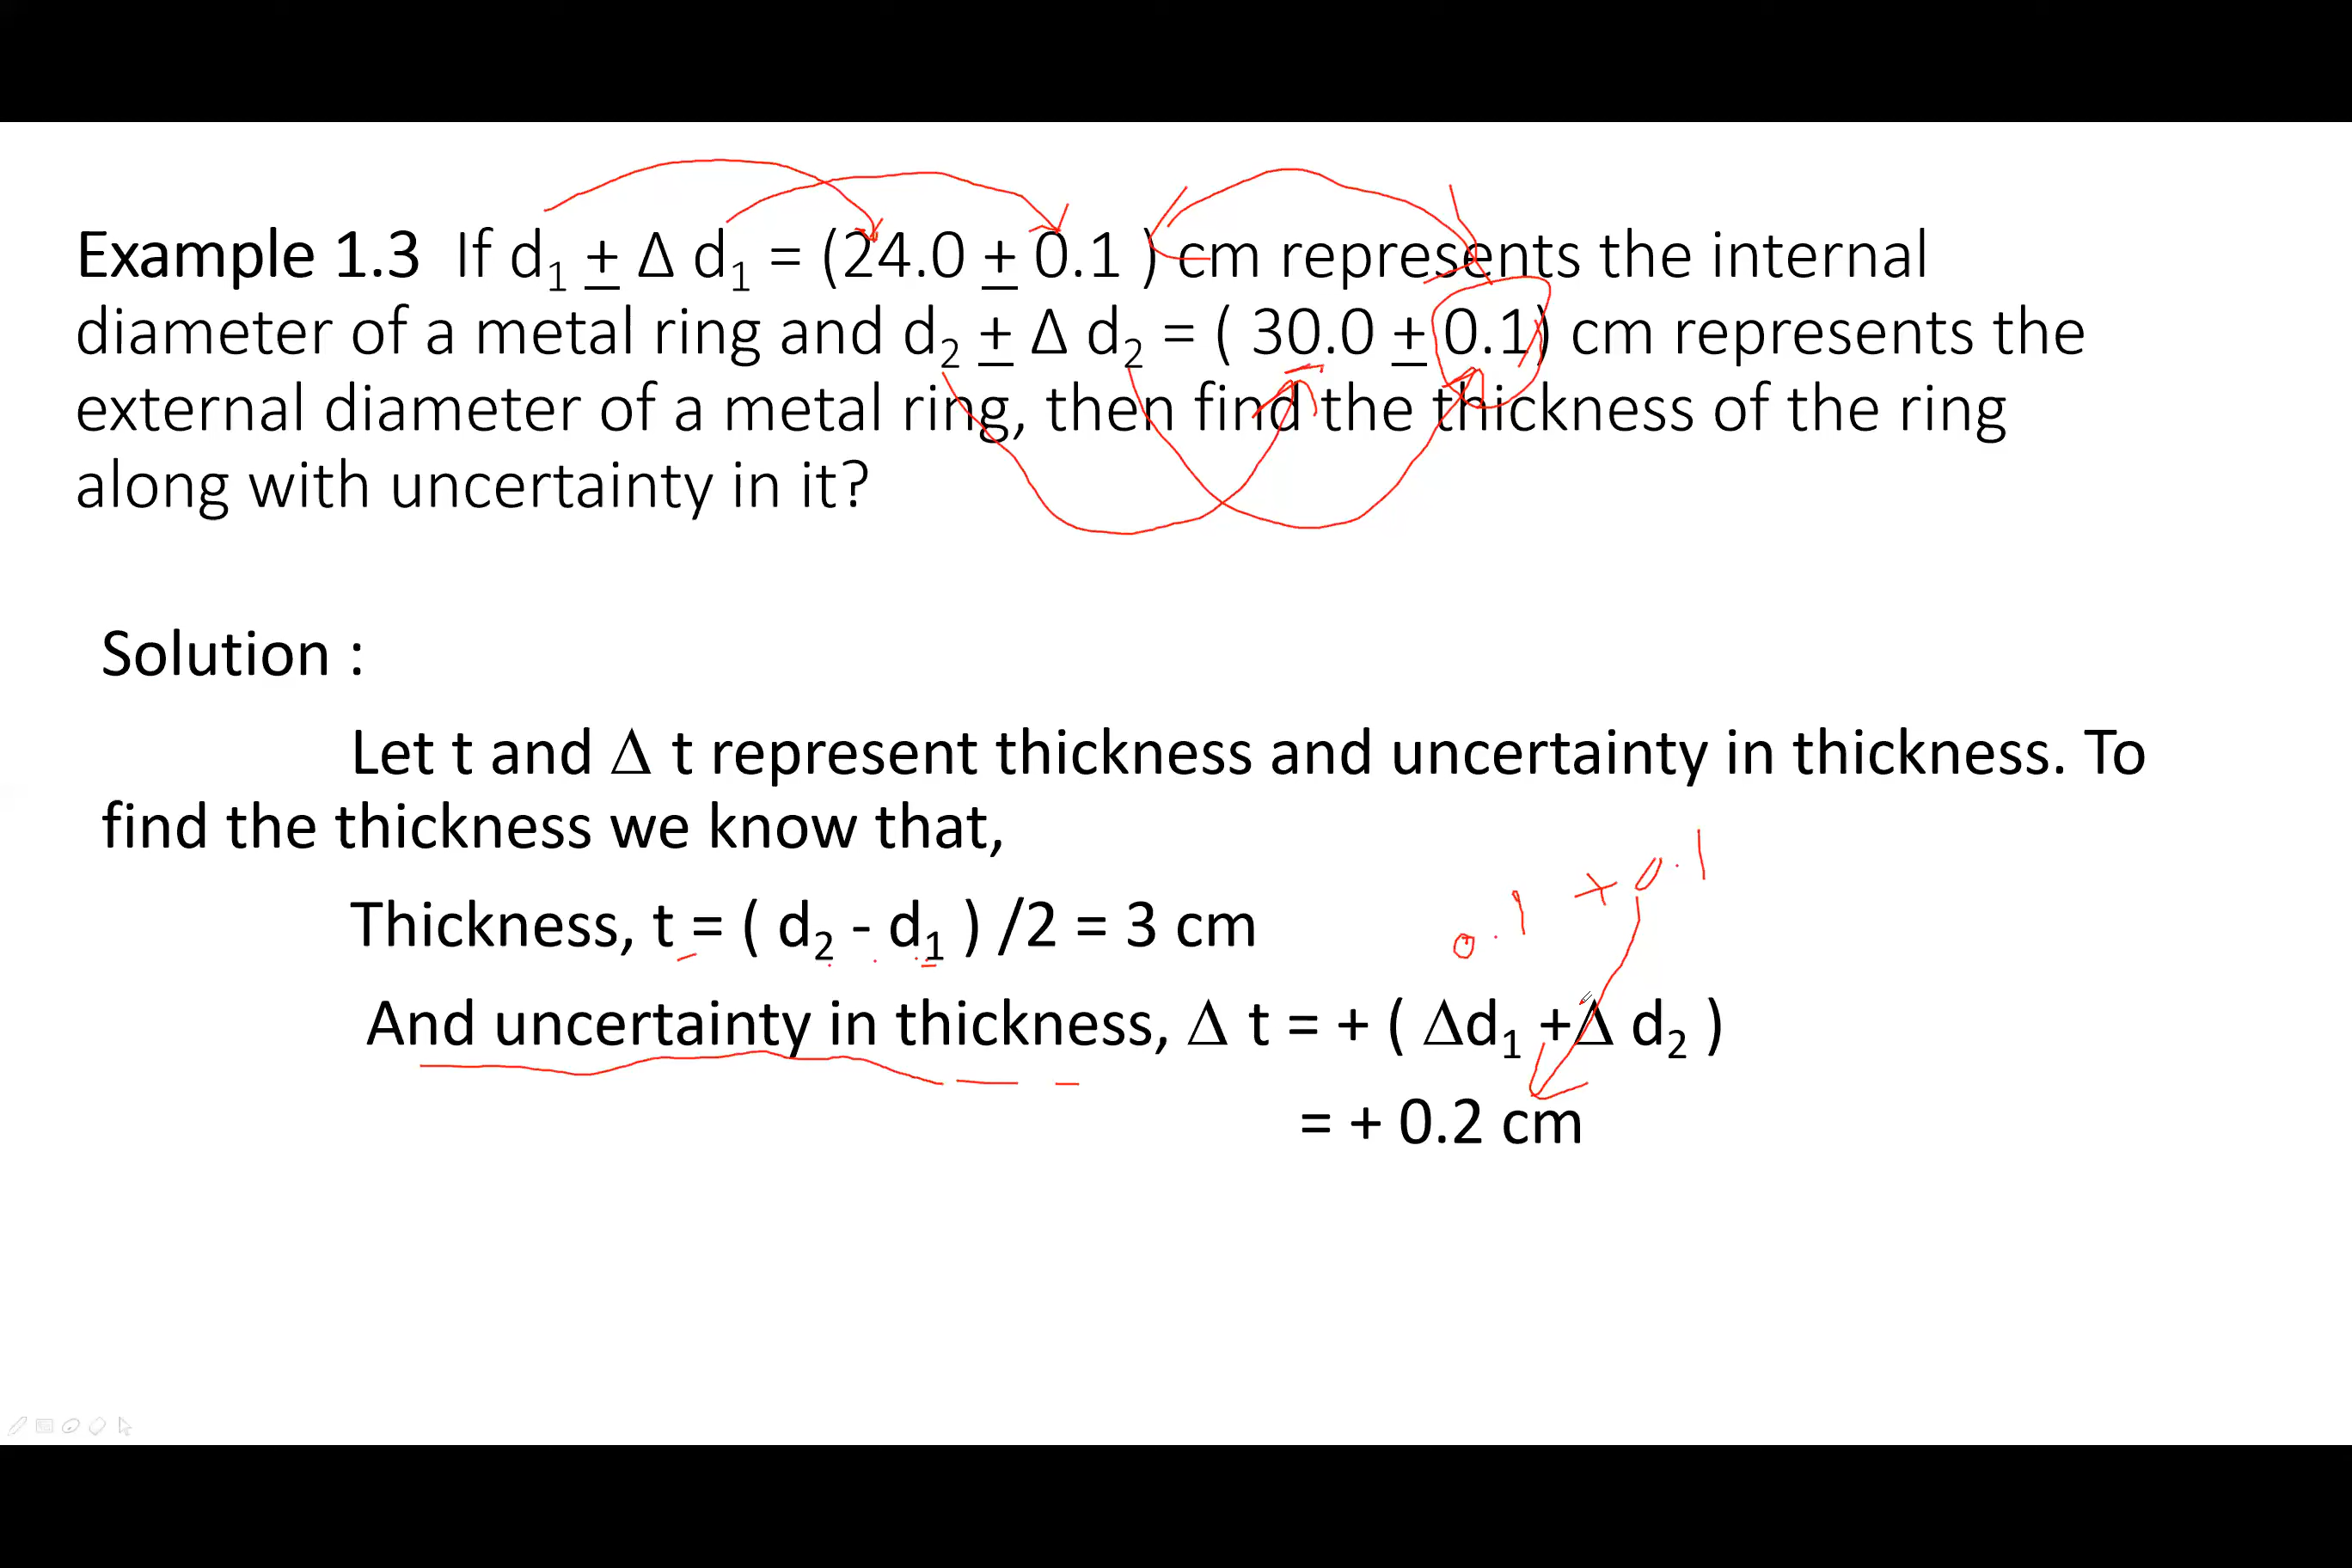 Example 1.3 If d₁ ± Δ d₁ = (24.0 ± 0.1 ) cm represents the internal
diameter of a metal ring and d₂ ± Δ d₂ = ( 30.0 ± 0.1) cm represents the
external diameter of a metal ring, then find the thickness of the ring
along with uncertainty in it?
Solution :
Let t and Δ t represent thickness and uncertainty in thickness. To
find the thickness we know that,
0.1 + 0.1
Thickness, t = ( d₂ - d₁ ) /2 = 3 cm
And uncertainty in thickness, Δ t = + ( Δd₁ +Δ d₂ )
= + 0.2 cm